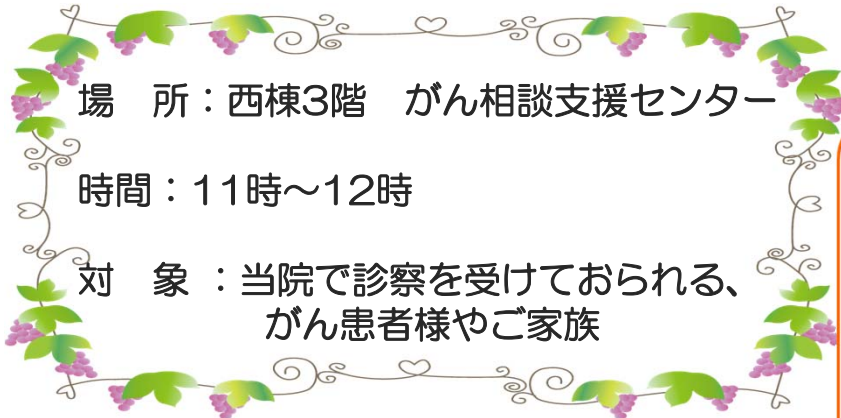 場　所：西棟3階　がん相談支援センター
時間：11時～12時
対　象 ：当院で診察を受けておられる、
がん患者様やご家族